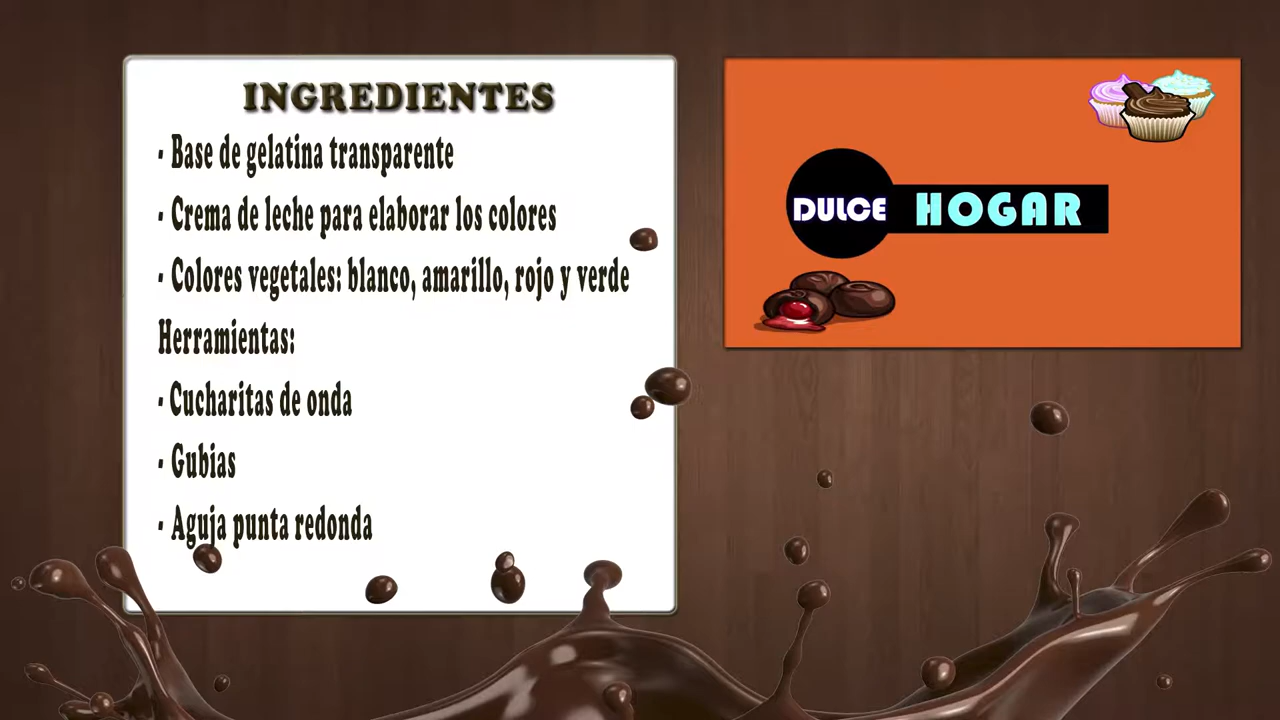 INGREDIENTES
· Base de gelatina transparente
· Crema de leche para elaborar los colores
· Colores vegetales: blanco, amarillo, rojo y verde
Herramientas:
· Cucharitas de onda
· Gubias
· Aguja punta redonda
DULCE HOGAR